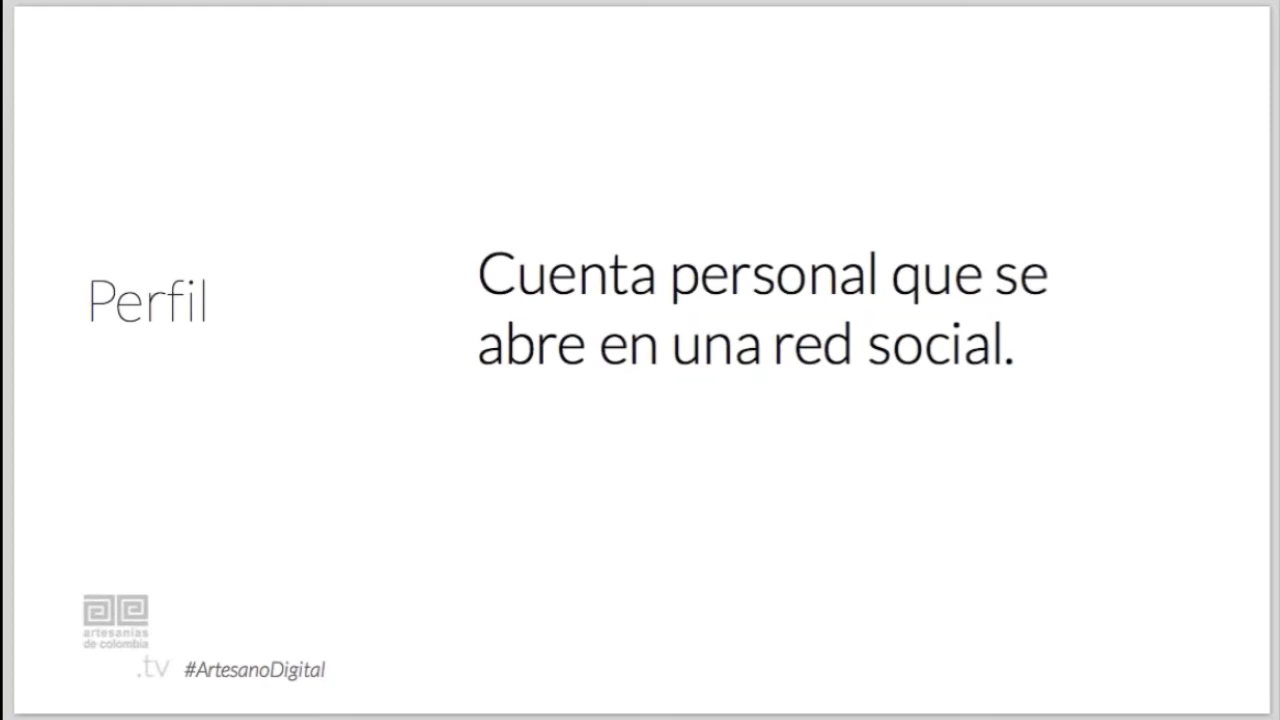 Perfil
Cuenta personal que se
abre en una red social.
artesanías
de colombia
.tv #ArtesanoDigital